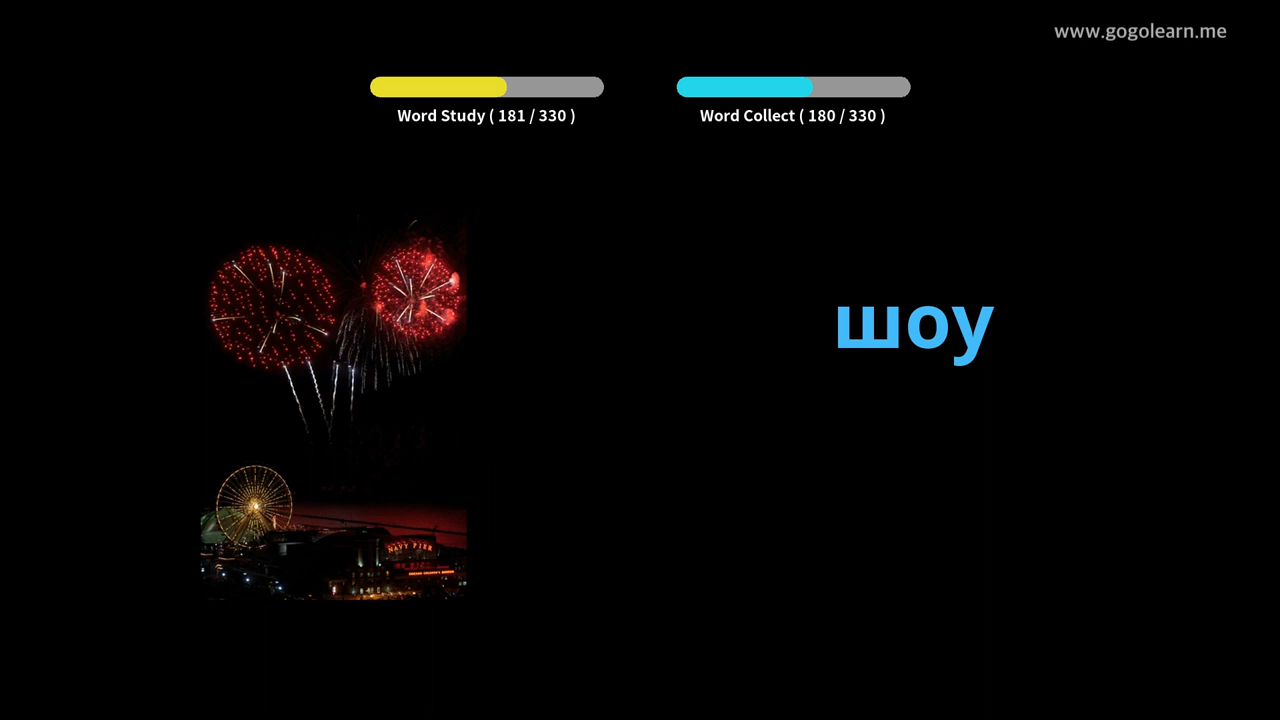 www.gogolearn.me
Word Study ( 181 / 330 )
Word Collect ( 180 / 330 )
шоу
NAVY PIER